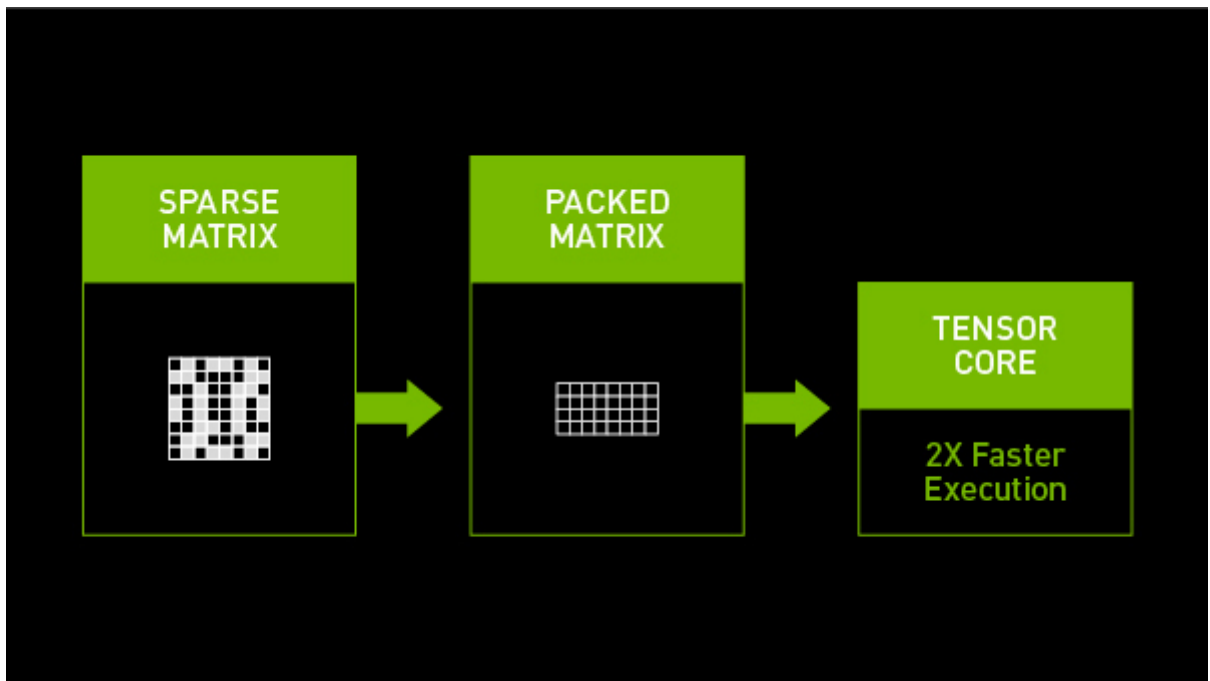 SPARSE
MATRIX
PACKED
MATRIX
TENSOR
CORE
2X Faster
Execution